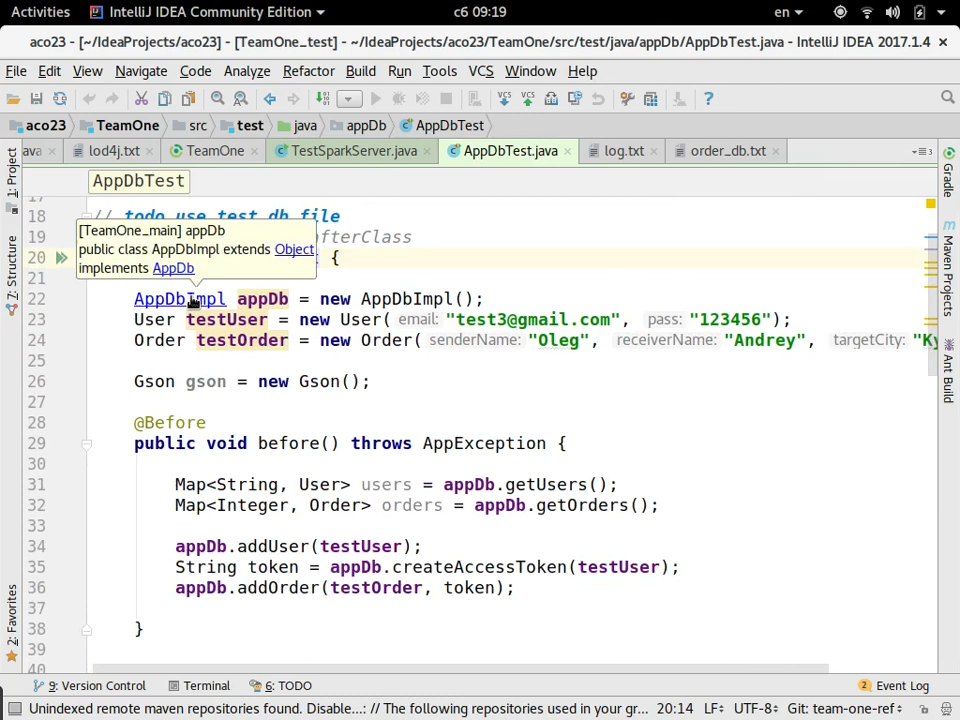 Activities IntelliJ IDEA Community Edition сб 09:19 en
aco23 - [~/IdeaProjects/aco23] - [TeamOne_test] - ~/IdeaProjects/aco23/TeamOne/src/test/java/appDb/AppDbTest.java - IntelliJ IDEA 2017.1.4 ×
File Edit View Navigate Code Analyze Refactor Build Run Tools VCS Window Help
VCS VCS ?
aco23 TeamOne src test java appDb AppDbTest
ava lod4j.txt TeamOne TestSparkServer.java AppDbTest.java log.txt order_db.txt 3
AppDbTest
17
18 // todo use test db file
19 afterClass
20 {
[TeamOne_main] appDb
public class AppDbImpl extends Object
implements AppDb
21
22 AppDbImpl appDb = new AppDbImpl();
23 User testUser = new User( email: "test3@gmail.com", pass: "123456");
24 Order testOrder = new Order( senderName: "Oleg", receiverName: "Andrey", targetCity: "Ky
25
26 Gson gson = new Gson();
27
28 @Before
29 public void before() throws AppException {
30
31 Map<String, User> users = appDb.getUsers();
32 Map<Integer, Order> orders = appDb.getOrders();
33
34 appDb.addUser(testUser);
35 String token = appDb.createAccessToken(testUser);
36 appDb.addOrder(testOrder, token);
37
38 }
39
40
1: Project
7: Structure
2: Favorites
Gradle
Maven Projects
Ant Build
9: Version Control Terminal 6: TODO 2 Event Log
Unindexed remote maven repositories found. Disable...: // The following repositories used in your gr... 20:14 LF÷ UTF-8÷ Git: team-one-ref÷